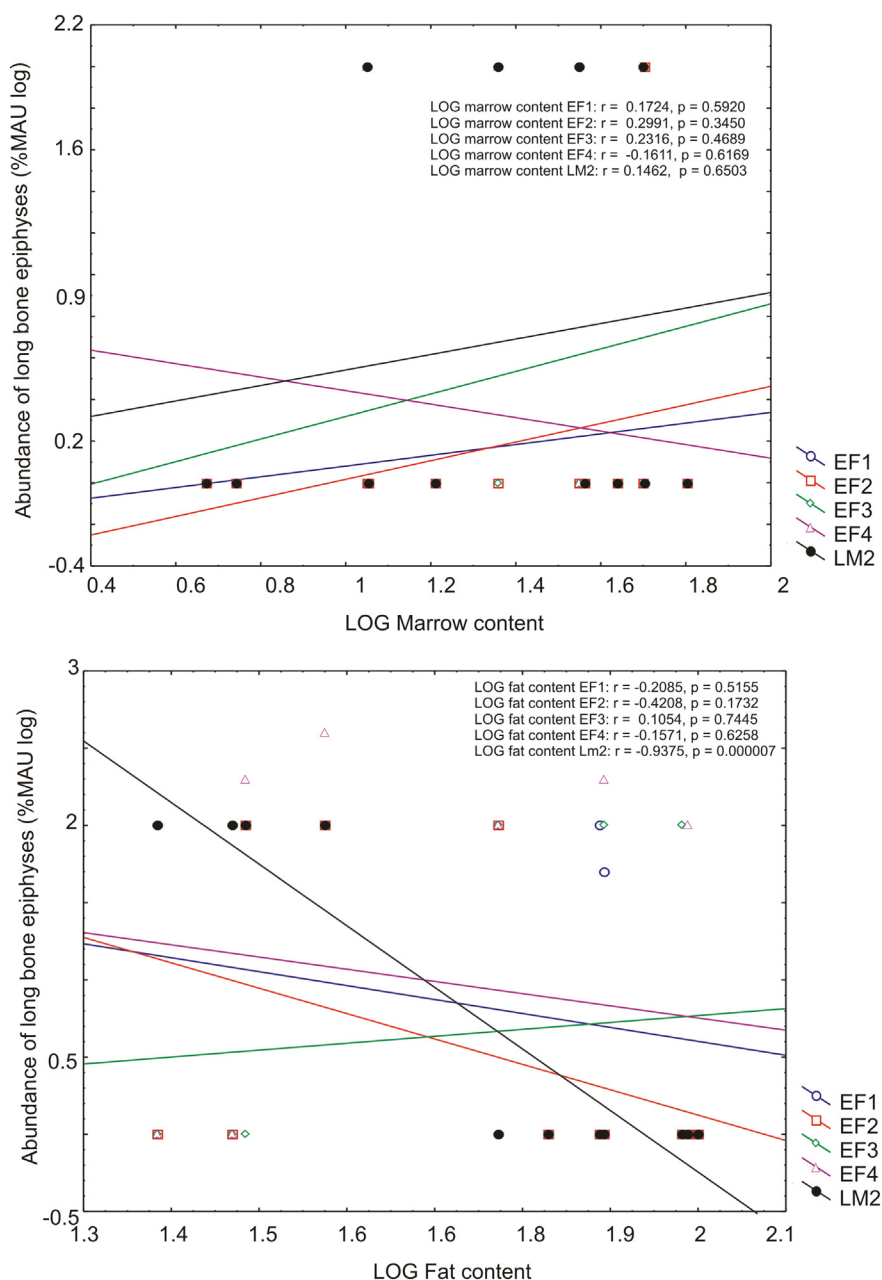 2.2
LOG marrow content EF1: r = 0.1724, p = 0.5920
LOG marrow content EF2: r = 0.2991, p = 0.3450
LOG marrow content EF3: r = 0.2316, p = 0.4689
LOG marrow content EF4: r = -0.1611, p = 0.6169
LOG marrow content LM2: r = 0.1462, p = 0.6503
1.6
0.9
0.2
-0.4
Abundance of long bone epiphyses (%MAU log)
0.4 0.6 0.8 1 1.2 1.4 1.6 1.8 2
LOG Marrow content
EF1
EF2
EF3
EF4
LM2
3
LOG fat content EF1: r = -0.2085, p = 0.5155
LOG fat content EF2: r = -0.4208, p = 0.1732
LOG fat content EF3: r = 0.1054, p = 0.7445
LOG fat content EF4: r = -0.1571, p = 0.6258
LOG fat content Lm2: r = -0.9375, p = 0.000007
2
0.5
-0.5
Abundance of long bone epiphyses (%MAU log)
1.3 1.4 1.5 1.6 1.6 1.8 1.9 2 2.1
LOG Fat content
EF1
EF2
EF3
EF4
LM2